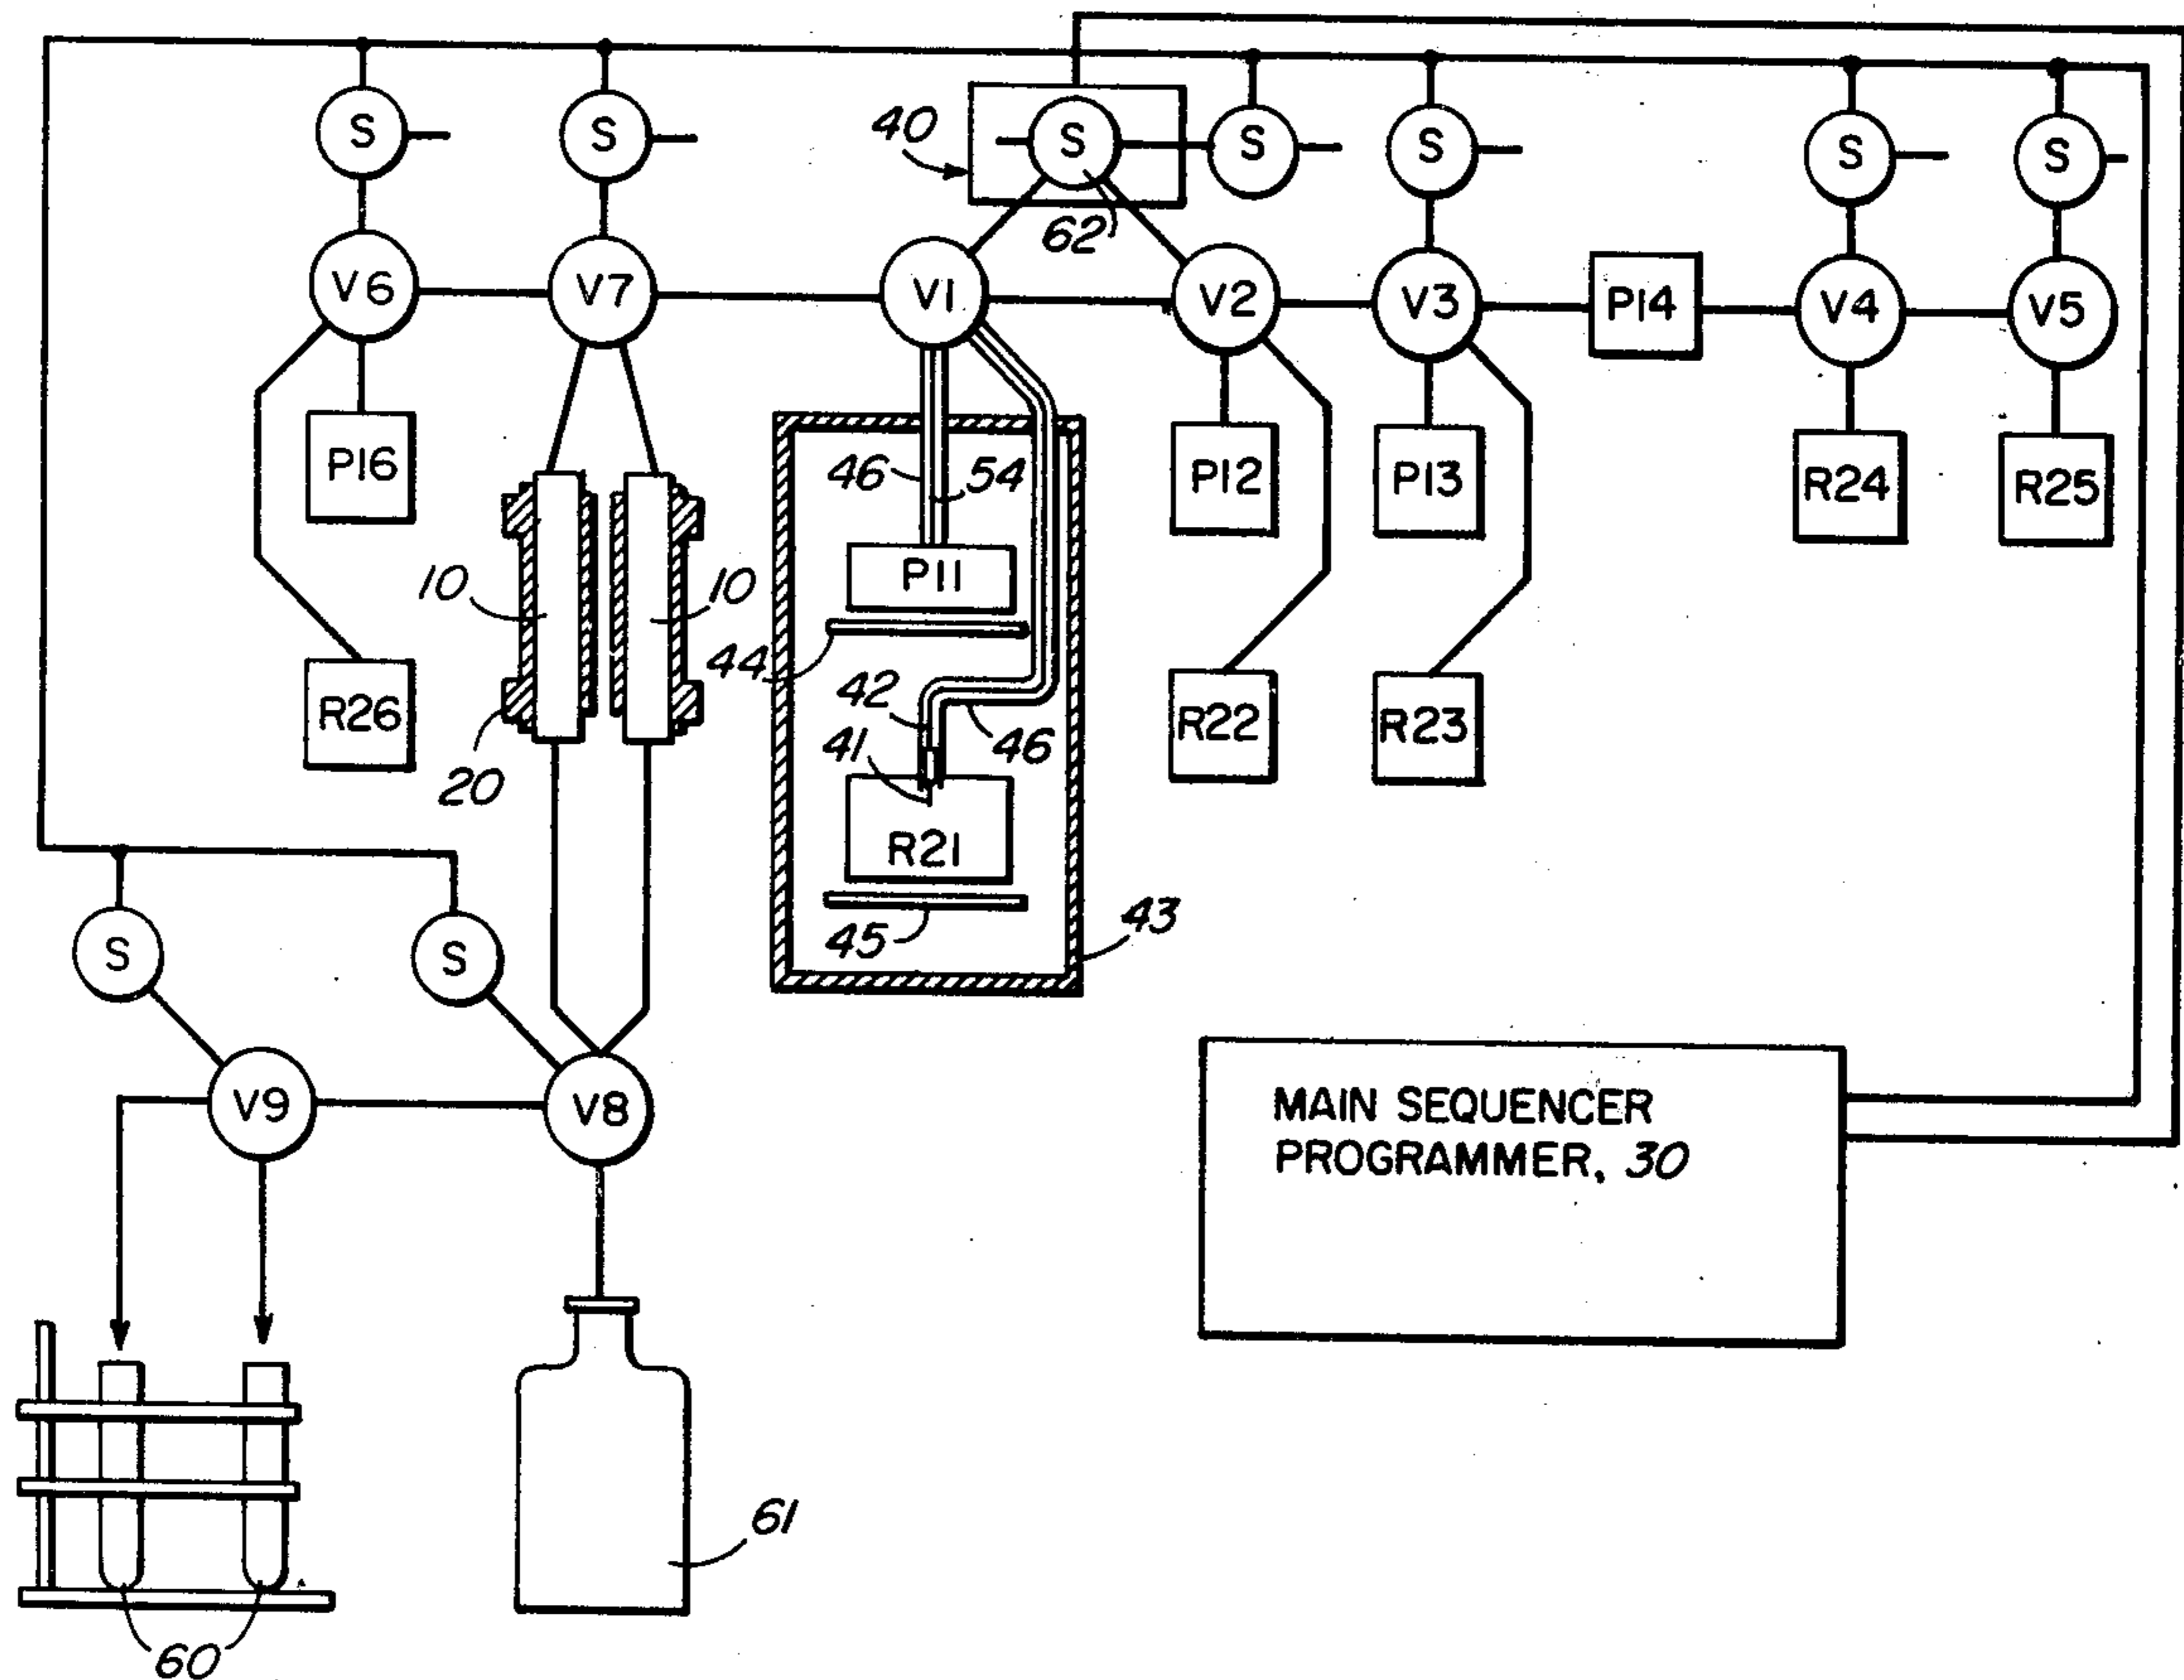 S
S
40
S
S
S
S
S
62
V6
V7
V1
V2
V3
P14
V4
V5
P16
46
54
P12
P13
R24
R25
10
10
P11
44
R26
20
42
41
46
R22
R23
R21
45
43
S
S
V9
V8
MAIN SEQUENCER
PROGRAMMER, 30
61
60